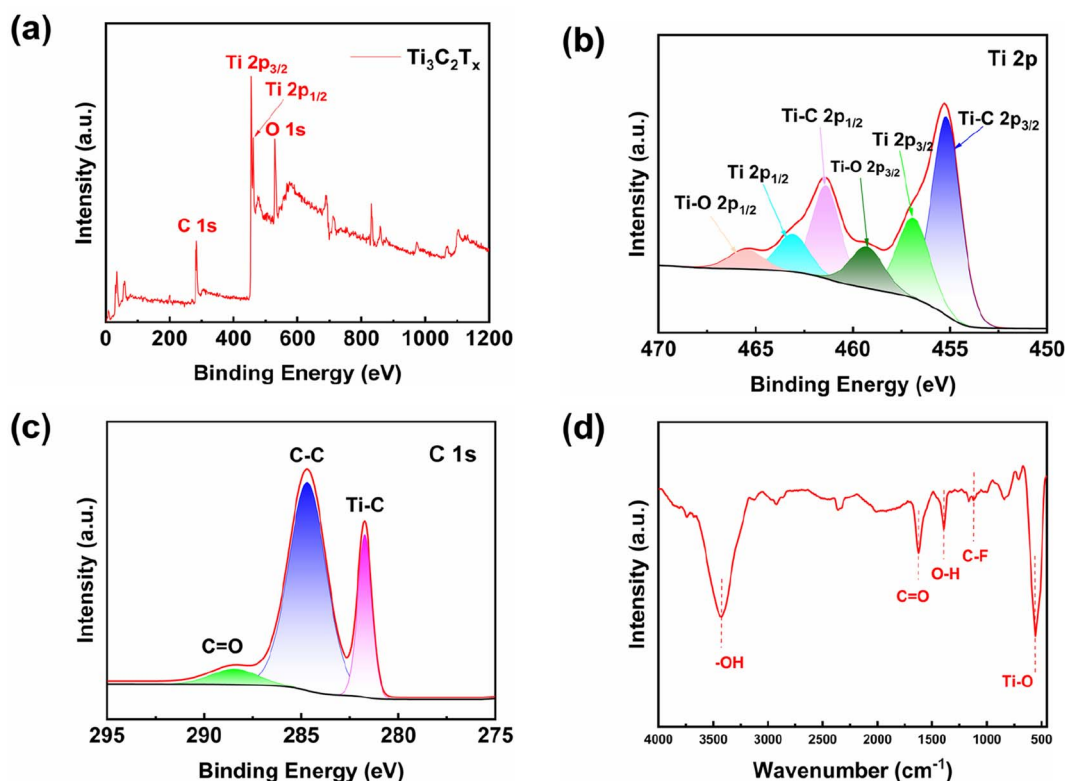 (a)
Ti₃C₂Tₓ
Ti 2p₃/₂
Ti 2p₁/₂
O 1s
C 1s
Intensity (a.u.)
0 200 400 600 800 1000 1200
Binding Energy (eV)
(b)
Ti 2p
Ti-C 2p₁/₂
Ti-C 2p₃/₂
Ti 2p₃/₂
Ti 2p₁/₂
Ti-O 2p₃/₂
Ti-O 2p₁/₂
Intensity (a.u.)
470 465 460 455 450
Binding Energy (eV)
(c)
C 1s
C-C
Ti-C
C=O
Intensity (a.u.)
295 290 285 280 275
Binding Energy (eV)
(d)
C-F
O-H
C=O
-OH
Ti-O
Intensity (a.u.)
4000 3500 3000 2500 2000 1500 1000 500
Wavenumber (cm⁻¹)